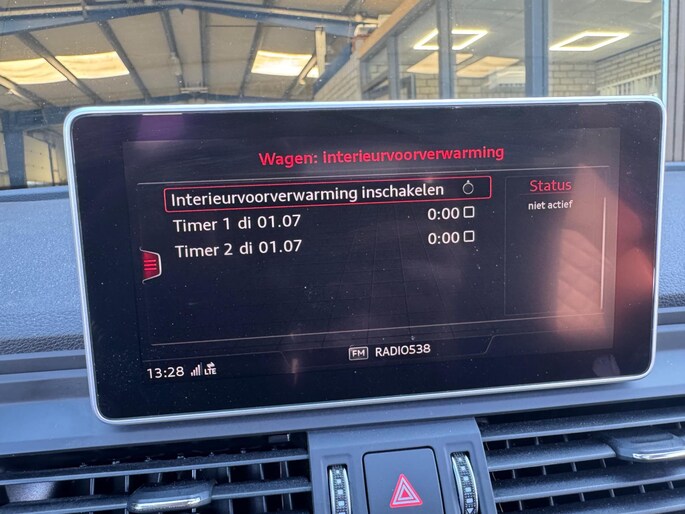 Wagen: interieurvoorverwarming
Interieurvoorverwarming inschakelen
Status
niet actief
Timer 1 di 01.07 0:00
Timer 2 di 01.07 0:00
FM RADIO538
13:28 LTE